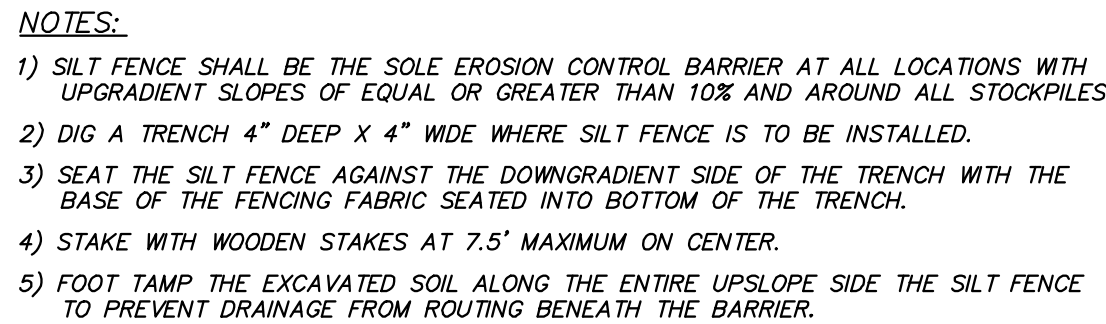 NOTES:
1) SILT FENCE SHALL BE THE SOLE EROSION CONTROL BARRIER AT ALL LOCATIONS WITH
UPGRADIENT SLOPES OF EQUAL OR GREATER THAN 10% AND AROUND ALL STOCKPILES
2) DIG A TRENCH 4" DEEP X 4" WIDE WHERE SILT FENCE IS TO BE INSTALLED.
3) SEAT THE SILT FENCE AGAINST THE DOWNGRADIENT SIDE OF THE TRENCH WITH THE
BASE OF THE FENCING FABRIC SEATED INTO BOTTOM OF THE TRENCH.
4) STAKE WITH WOODEN STAKES AT 7.5' MAXIMUM ON CENTER.
5) FOOT TAMP THE EXCAVATED SOIL ALONG THE ENTIRE UPSLOPE SIDE THE SILT FENCE
TO PREVENT DRAINAGE FROM ROUTING BENEATH THE BARRIER.